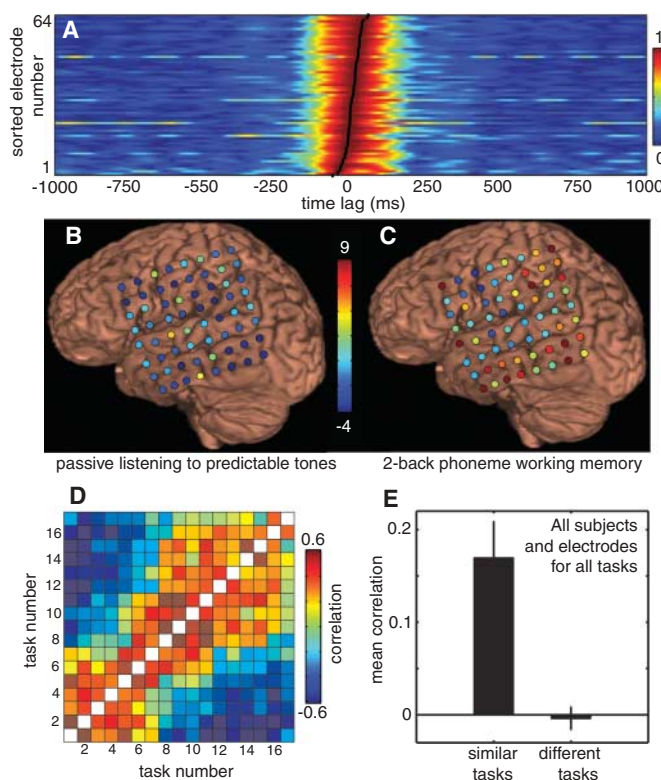 A
64
sorted electrode
number
1
1
0
-1000 -750 -550 -250 0 250 500 750 1000
time lag (ms)
B
9
-4
C
passive listening to predictable tones
2-back phoneme working memory
D
16
14
12
10
8
6
4
2
task number
2 4 6 8 10 12 14 16
task number
0.6
correlation
-0.6
E
All subjects
and electrodes
for all tasks
0.2
0.1
0
mean correlation
similar
tasks
different
tasks